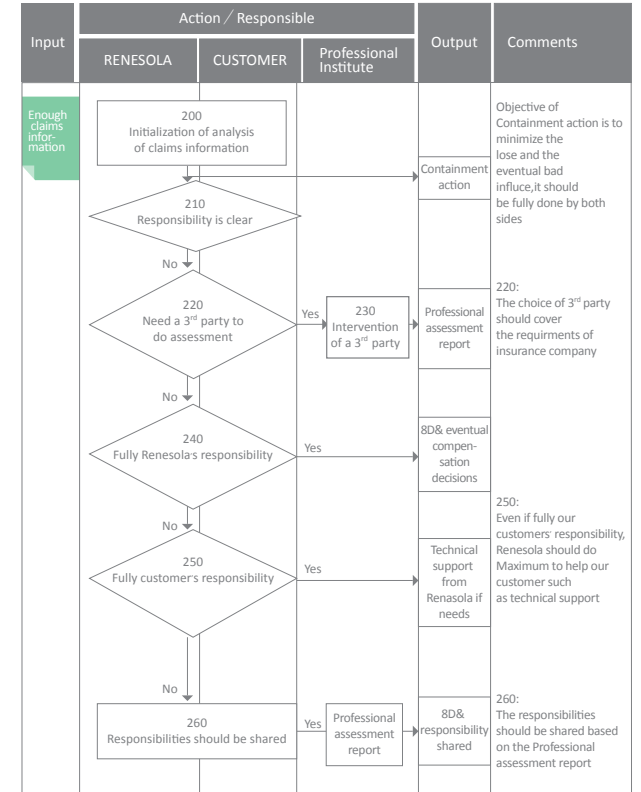 Input
Action / Responsible
RENESOLA
CUSTOMER
Professional
Institute
Output
Comments
Enough
claims
infor-
mation
200
Initialization of analysis
of claims information
Containment
action
Objective of
Containment action is to
minimize the
lose and the
eventual bad
influce,it should
be fully done by both
sides
210
Responsibility is clear
No
220
Need a 3rd party to
do assessment
Yes
230
Intervention
of a 3rd party
Professional
assessment
report
220:
The choice of 3rd party
should cover
the requirments of
insurance company
No
240
Fully Renesola's responsibility
Yes
8D& eventual
compen-
sation
decisions
No
250
Fully customer's responsibility
Yes
Technical
support
from
Renasola if
needs
250:
Even if fully our
customers' responsibility,
Renesola should do
Maximum to help our
customer such
as technical support
No
260
Responsibilities should be shared
Yes
Professional
assessment
report
8D&
responsibility
shared
260:
The responsibilities
should be shared based
on the Professional
assessment report